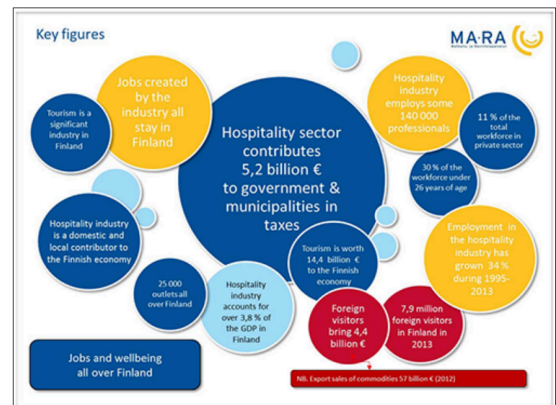 Key figures
MA·RA
Jobs created
by the
industry all
stay in
Finland
Tourism is a
significant
industry in
Finland
Hospitality sector
contributes
5,2 billion €
to government &
municipalities in
taxes
Hospitality
industry
employs some
140 000
professionals
11 % of the
total
workforce in
private sector
30 % of the
workforce under
26 years of age
Hospitality industry
is a domestic and
local contributor to
the Finnish economy
Employment in
the hospitality
industry has
grown 34 %
during 1995-
2013
Tourism is worth
14,4 billion €
to the Finnish
economy
25 000
outlets all
over Finland
Hospitality
industry
accounts for
over 3,8 % of
the GDP in
Finland
Foreign
visitors
bring 4,4
billion €
7,9 million
foreign visitors
in Finland in
2013
Jobs and wellbeing
all over Finland
NB. Export sales of commodities 57 billion € (2012)